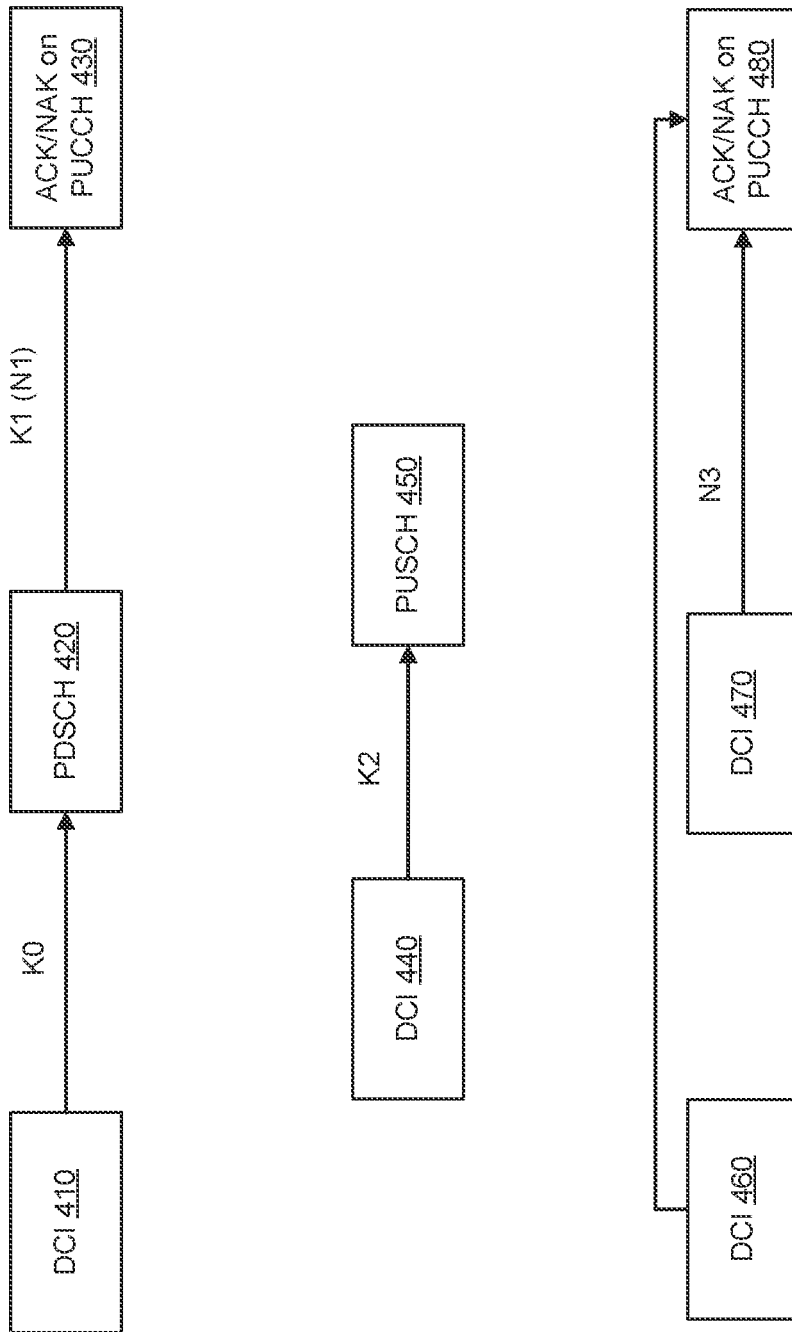 DCI 410
K0
PDSCH 420
K1 (N1)
ACK/NAK on
PUCCH 430
DCI 440
K2
PUSCH 450
DCI 460
DCI 470
N3
ACK/NAK on
PUCCH 480